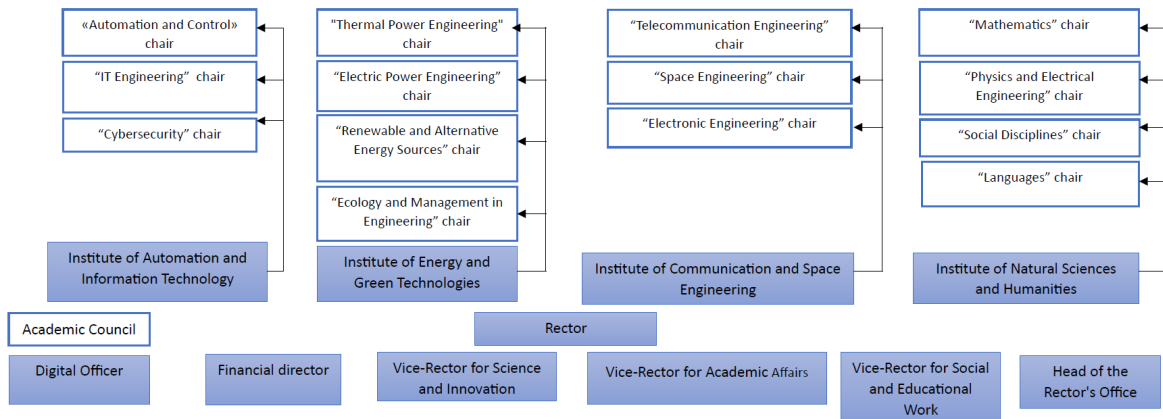 «Automation and Control»
chair
"Thermal Power Engineering"
chair
“Telecommunication Engineering”
chair
“Mathematics” chair
“IT Engineering” chair
“Electric Power Engineering”
chair
“Space Engineering” chair
“Physics and Electrical
Engineering” chair
“Cybersecurity” chair
“Renewable and Alternative
Energy Sources” chair
“Electronic Engineering” chair
“Social Disciplines” chair
“Languages” chair
“Ecology and Management in
Engineering” chair
Institute of Automation and
Information Technology
Institute of Energy and
Green Technologies
Institute of Communication and Space
Engineering
Institute of Natural Sciences
and Humanities
Academic Council
Rector
Digital Officer
Financial director
Vice-Rector for Science
and Innovation
Vice-Rector for Academic Affairs
Vice-Rector for Social
and Educational
Work
Head of the
Rector's Office